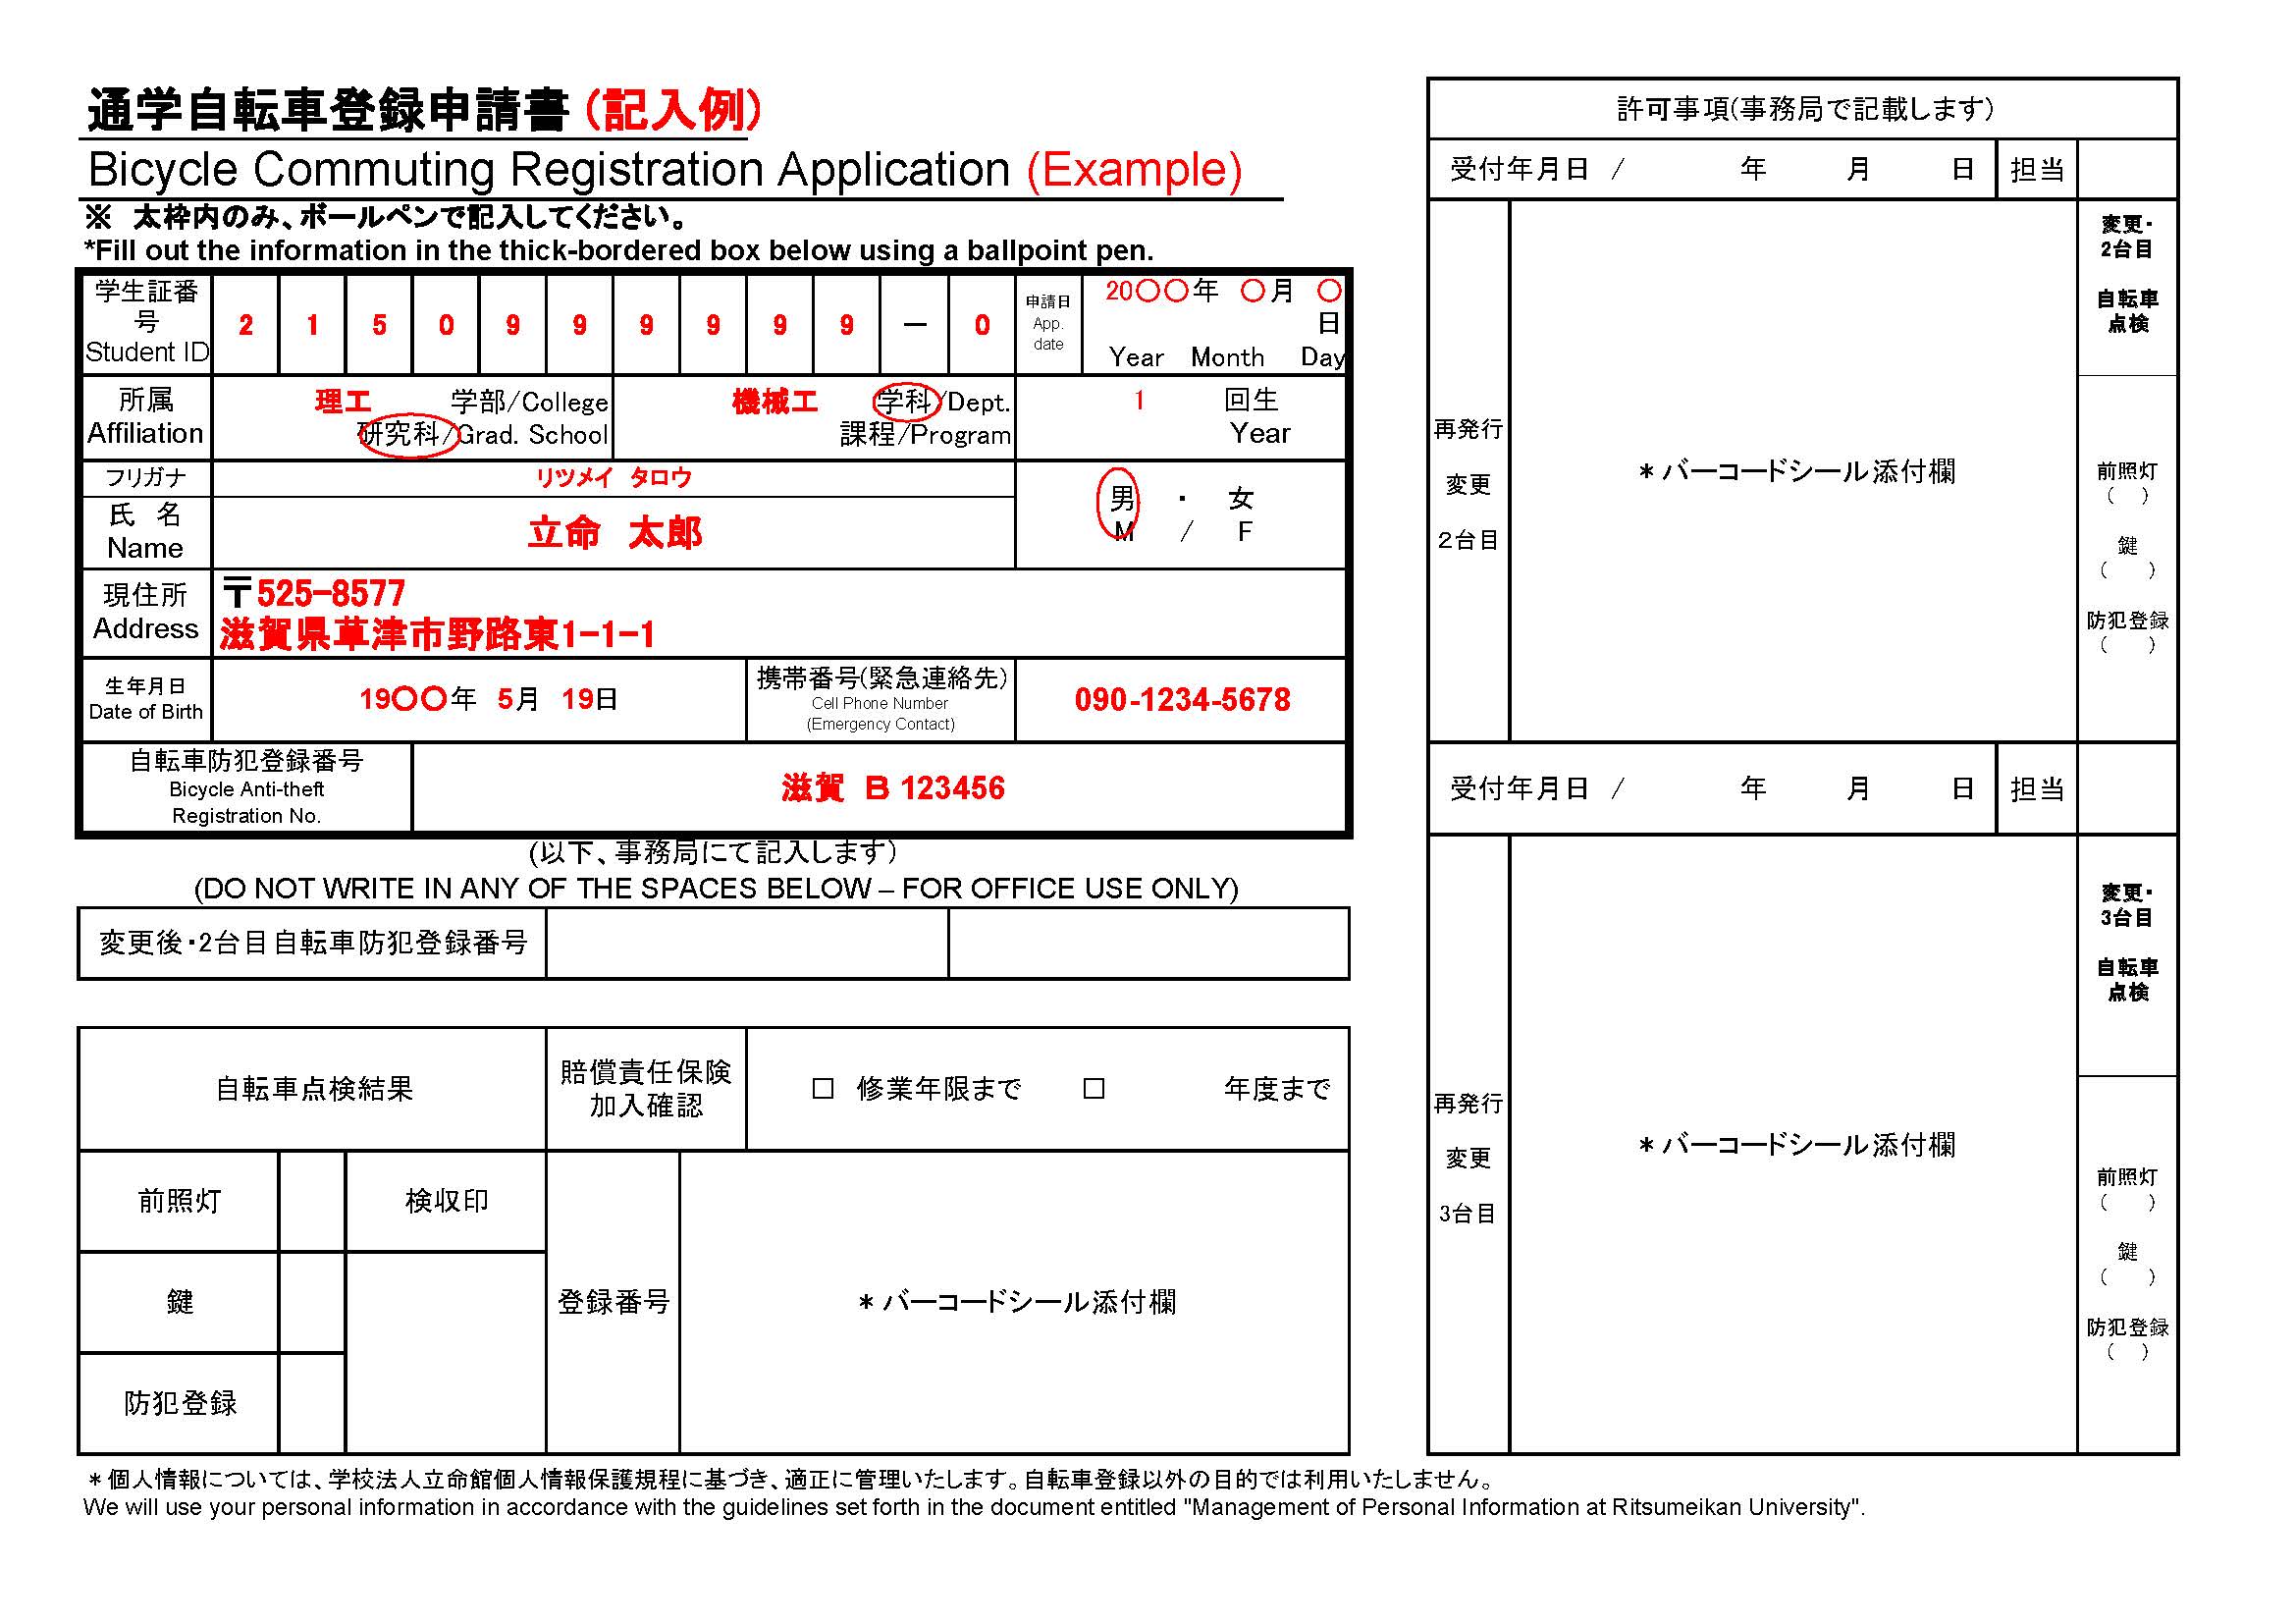 通学自転車登録申請書 (記入例)
Bicycle Commuting Registration Application (Example)
※ 太枠内のみ、ボールペンで記入してください。
*Fill out the information in the thick-bordered box below using a ballpoint pen.
学生証番
号
Student ID
2 1 5 0 9 9 9 9 9 9 － 0
申請日
App.
date
20〇〇年 〇月 〇
日
Year Month Day
所属
Affiliation
理工 学部/College
研究科/Grad. School
機械工 学科/Dept.
課程/Program
1 回生
Year
フリガナ
リツメイ タロウ
氏 名
Name
立命 太郎
男 ・ 女
M / F
現住所
Address
〒525-8577
滋賀県草津市野路東1-1-1
生年月日
Date of Birth
19〇〇年 5月 19日
携帯番号(緊急連絡先)
Cell Phone Number
(Emergency Contact)
090-1234-5678
自転車防犯登録番号
Bicycle Anti-theft
Registration No.
滋賀 B 123456
(以下、事務局にて記入します)
(DO NOT WRITE IN ANY OF THE SPACES BELOW – FOR OFFICE USE ONLY)
変更後・2台目自転車防犯登録番号
自転車点検結果
賠償責任保険
加入確認
□ 修業年限まで □ 年度まで
前照灯
検収印
鍵
防犯登録
登録番号
＊バーコードシール添付欄
許可事項(事務局で記載します)
受付年月日 / 年 月 日 担当
再発行
変更
2台目
＊バーコードシール添付欄
変更・
2台目
自転車
点検
前照灯
( )
鍵
( )
防犯登録
( )
受付年月日 / 年 月 日 担当
再発行
変更
3台目
＊バーコードシール添付欄
変更・
3台目
自転車
点検
前照灯
( )
鍵
( )
防犯登録
( )
＊個人情報については、学校法人立命館個人情報保護規程に基づき、適正に管理いたします。自転車登録以外の目的では利用いたしません。
We will use your personal information in accordance with the guidelines set forth in the document entitled "Management of Personal Information at Ritsumeikan University".